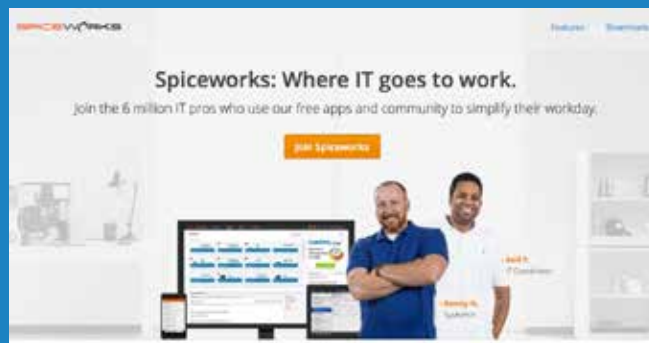 SPICEWORKS
Features Downloads
Spiceworks: Where IT goes to work.
Join the 6 million IT pros who use our free apps and community to simplify their workday.
Join Spiceworks